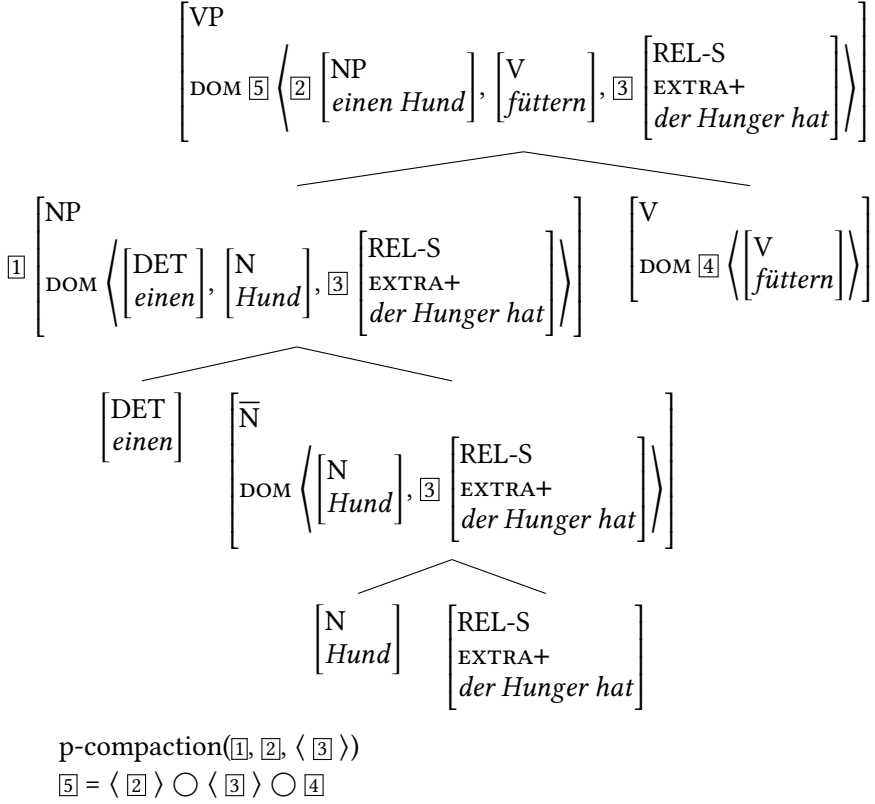 VP
DOM 5 ⟨ 2 [NP einen Hund], [V füttern], 3 [REL-S EXTRA+ der Hunger hat] ⟩
1 NP
DOM ⟨ [DET einen], [N Hund], 3 [REL-S EXTRA+ der Hunger hat] ⟩
V
DOM 4 ⟨ [V füttern] ⟩
DET
einen
N̅
DOM ⟨ [N Hund], 3 [REL-S EXTRA+ der Hunger hat] ⟩
N
Hund
REL-S
EXTRA+
der Hunger hat
p-compaction(1, 2, ⟨ 3 ⟩)
5 = ⟨ 2 ⟩ ◯ ⟨ 3 ⟩ ◯ 4